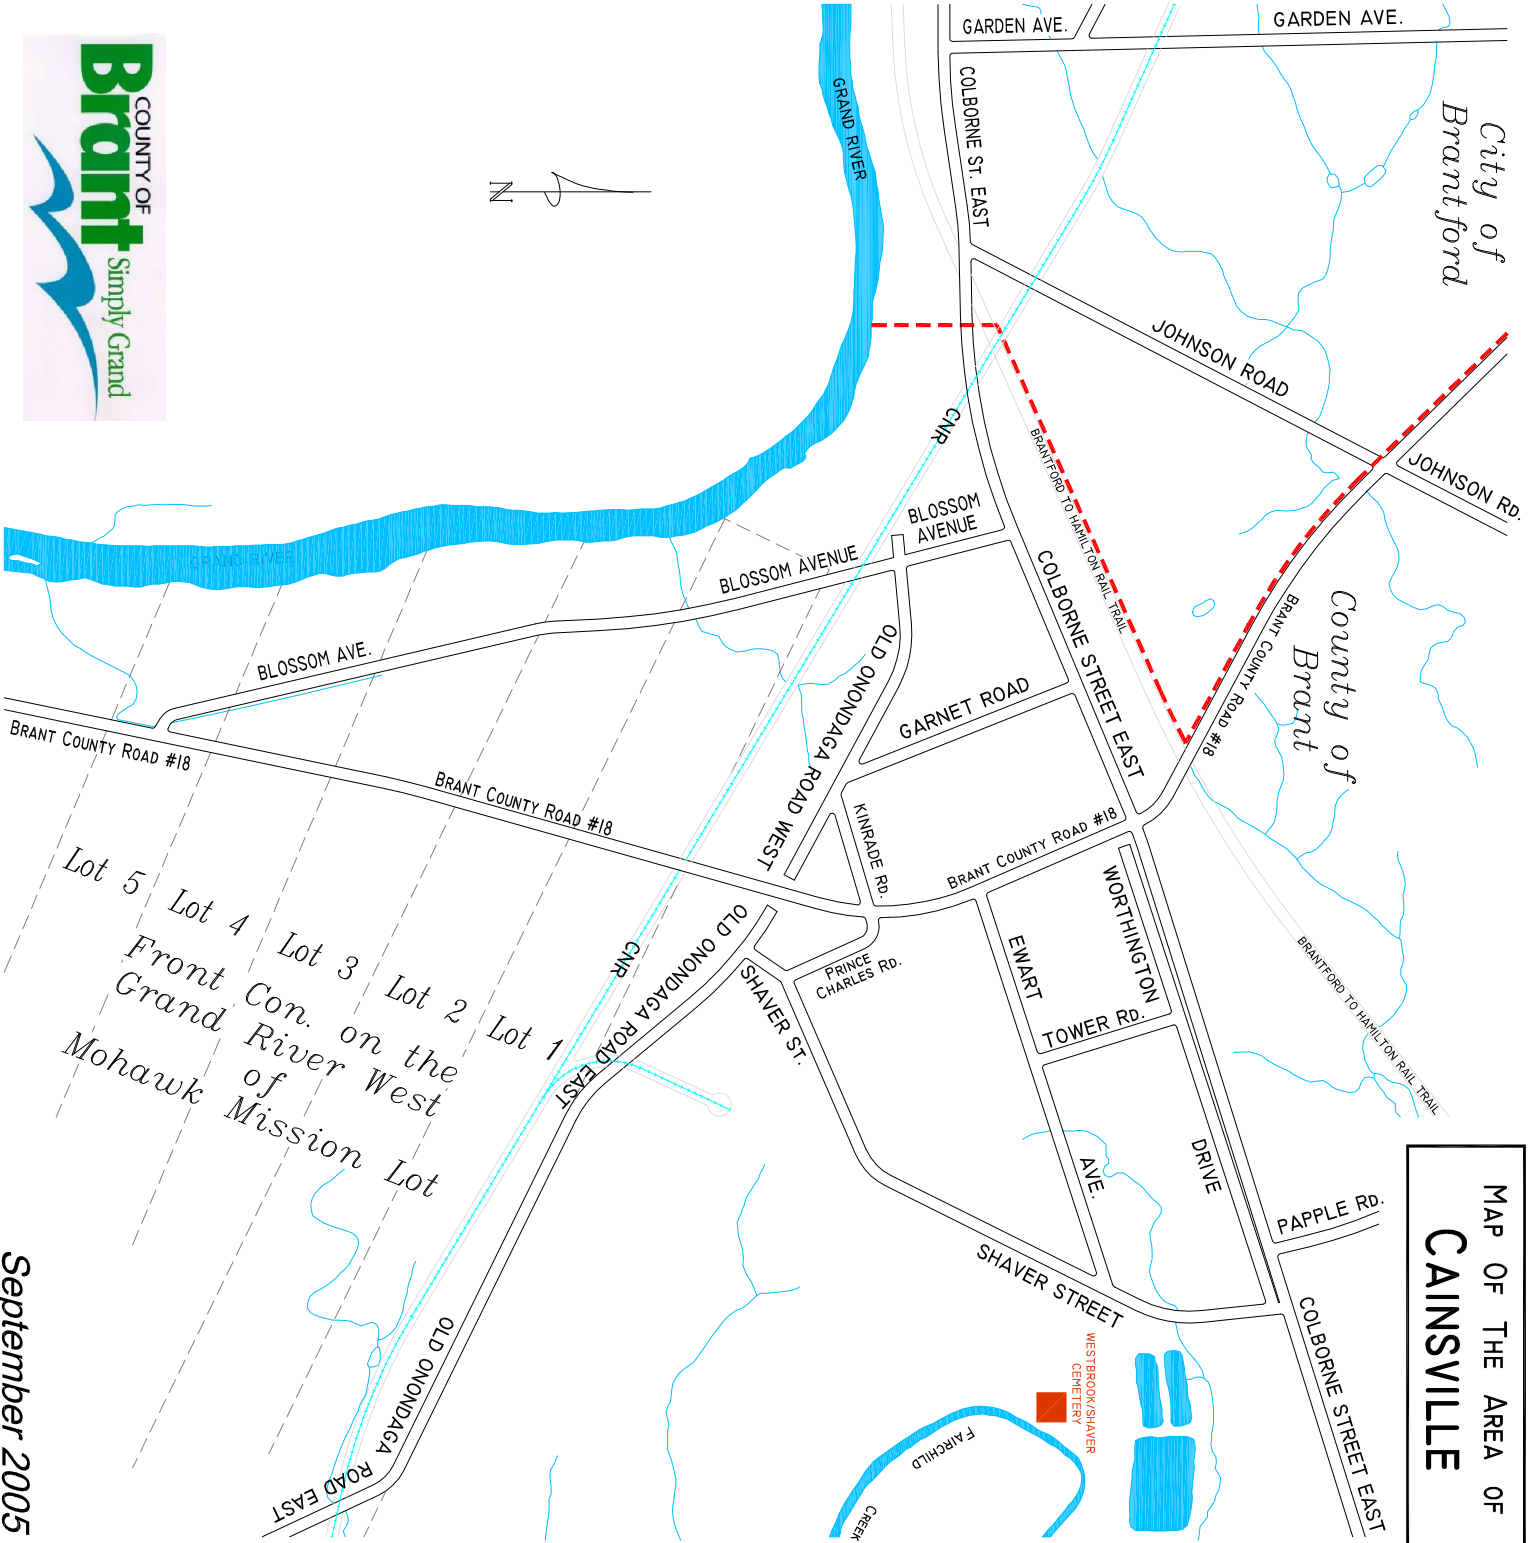 MAP OF THE AREA OF
CAINSVILLE
City of
Brantford
County of
Brant
GARDEN AVE.
GARDEN AVE.
COLBORNE ST. EAST
GRAND RIVER
JOHNSON ROAD
JOHNSON RD.
CNR
BRANTFORD TO HAMILTON RAIL TRAIL
BLOSSOM
AVENUE
BLOSSOM AVENUE
COLBORNE STREET EAST
BRANT COUNTY ROAD #18
OLD ONONDAGA ROAD WEST
GARNET ROAD
KINRADE RD.
BRANT COUNTY ROAD #18
GRAND RIVER
BLOSSOM AVE.
BRANT COUNTY ROAD #18
BRANT COUNTY ROAD #18
WORTHINGTON
DRIVE
EWART
AVE.
TOWER RD.
PRINCE
CHARLES RD.
SHAVER ST.
OLD ONONDAGA ROAD EAST
CNR
BRANTFORD TO HAMILTON RAIL TRAIL
PAPPLE RD.
SHAVER STREET
COLBORNE STREET EAST
WESTBROOK/SHAVER
CEMETERY
FAIRCHILD
CREEK
OLD ONONDAGA
ROAD EAST
Lot 5
Lot 4
Lot 3
Lot 2
Lot 1
Front Con. on the
Grand River West
of
Mohawk Mission Lot
N
COUNTY OF
Brant
Simply Grand
September 2005